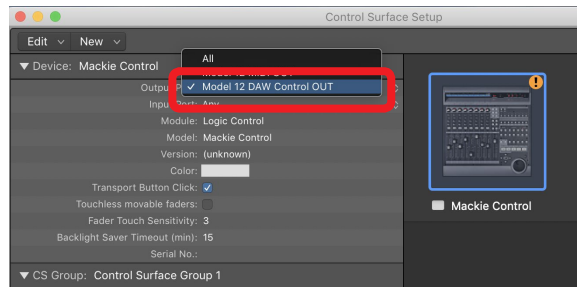 Control Surface Setup
Edit New
Device: Mackie Control
All
Model 12 DAW Control OUT
Input Port: Any
Module: Logic Control
Model: Mackie Control
Version: (unknown)
Color:
Transport Button Click:
Touchless movable faders:
Fader Touch Sensitivity: 3
Backlight Saver Timeout (min): 15
Serial No.:
CS Group: Control Surface Group 1
Mackie Control